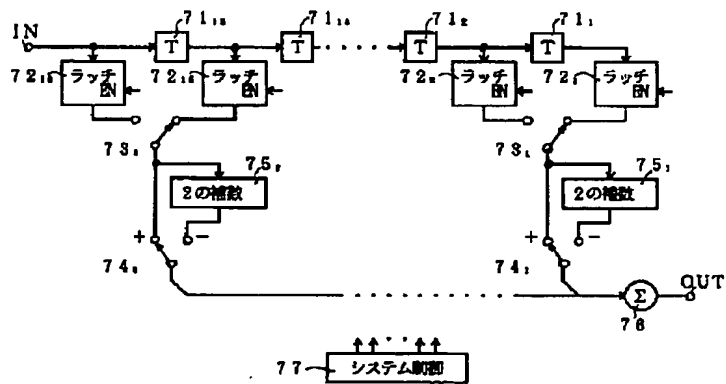 IN
71₁₅ 71₁₄ 71₂ 71₁
T T T T
72₁₆ ラッチ EN 72₁₅ ラッチ EN 72₂ ラッチ EN 72₁ ラッチ EN
73₈ 73₁
75₈ 75₁
2の補数 2の補数
+ − + −
74₈ 74₁
OUT
Σ
76
77 システム制御